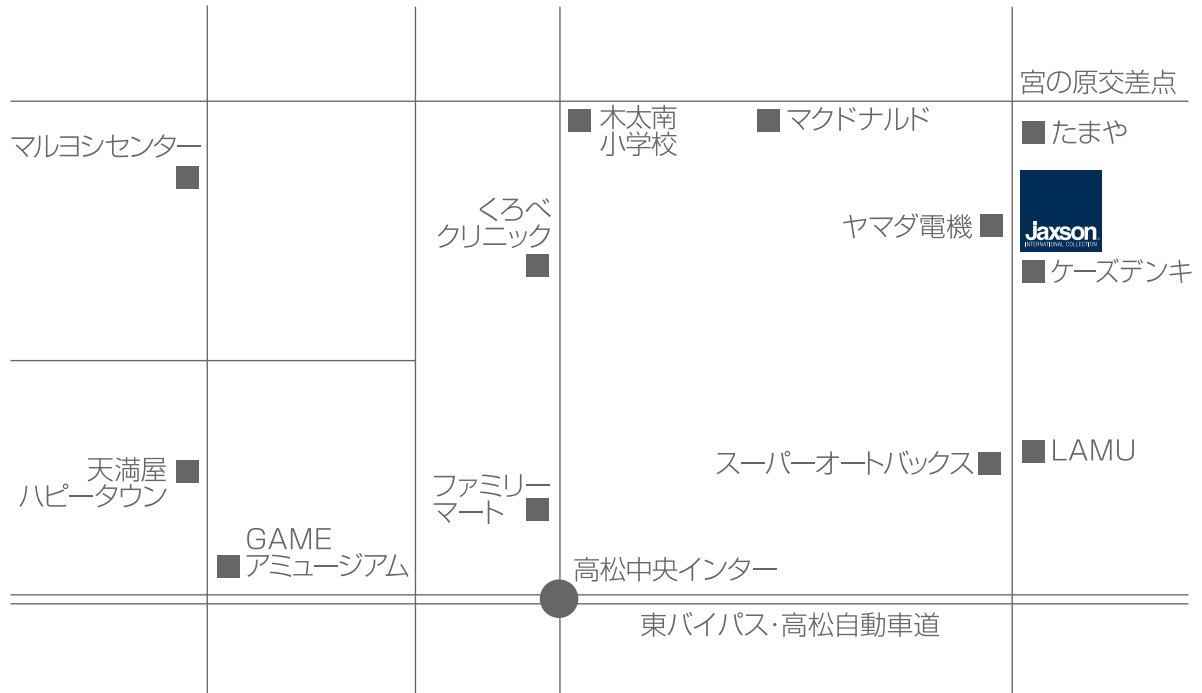 宮の原交差点
木太南
小学校
マクドナルド
たまや
マルヨシセンター
くろべ
クリニック
ヤマダ電機
Jaxson
INTERNATIONAL COLLECTION
ケーズデンキ
天満屋
ハピータウン
ファミリー
マート
スーパーオートバックス
LAMU
GAME
アミュージアム
高松中央インター
東バイパス・高松自動車道